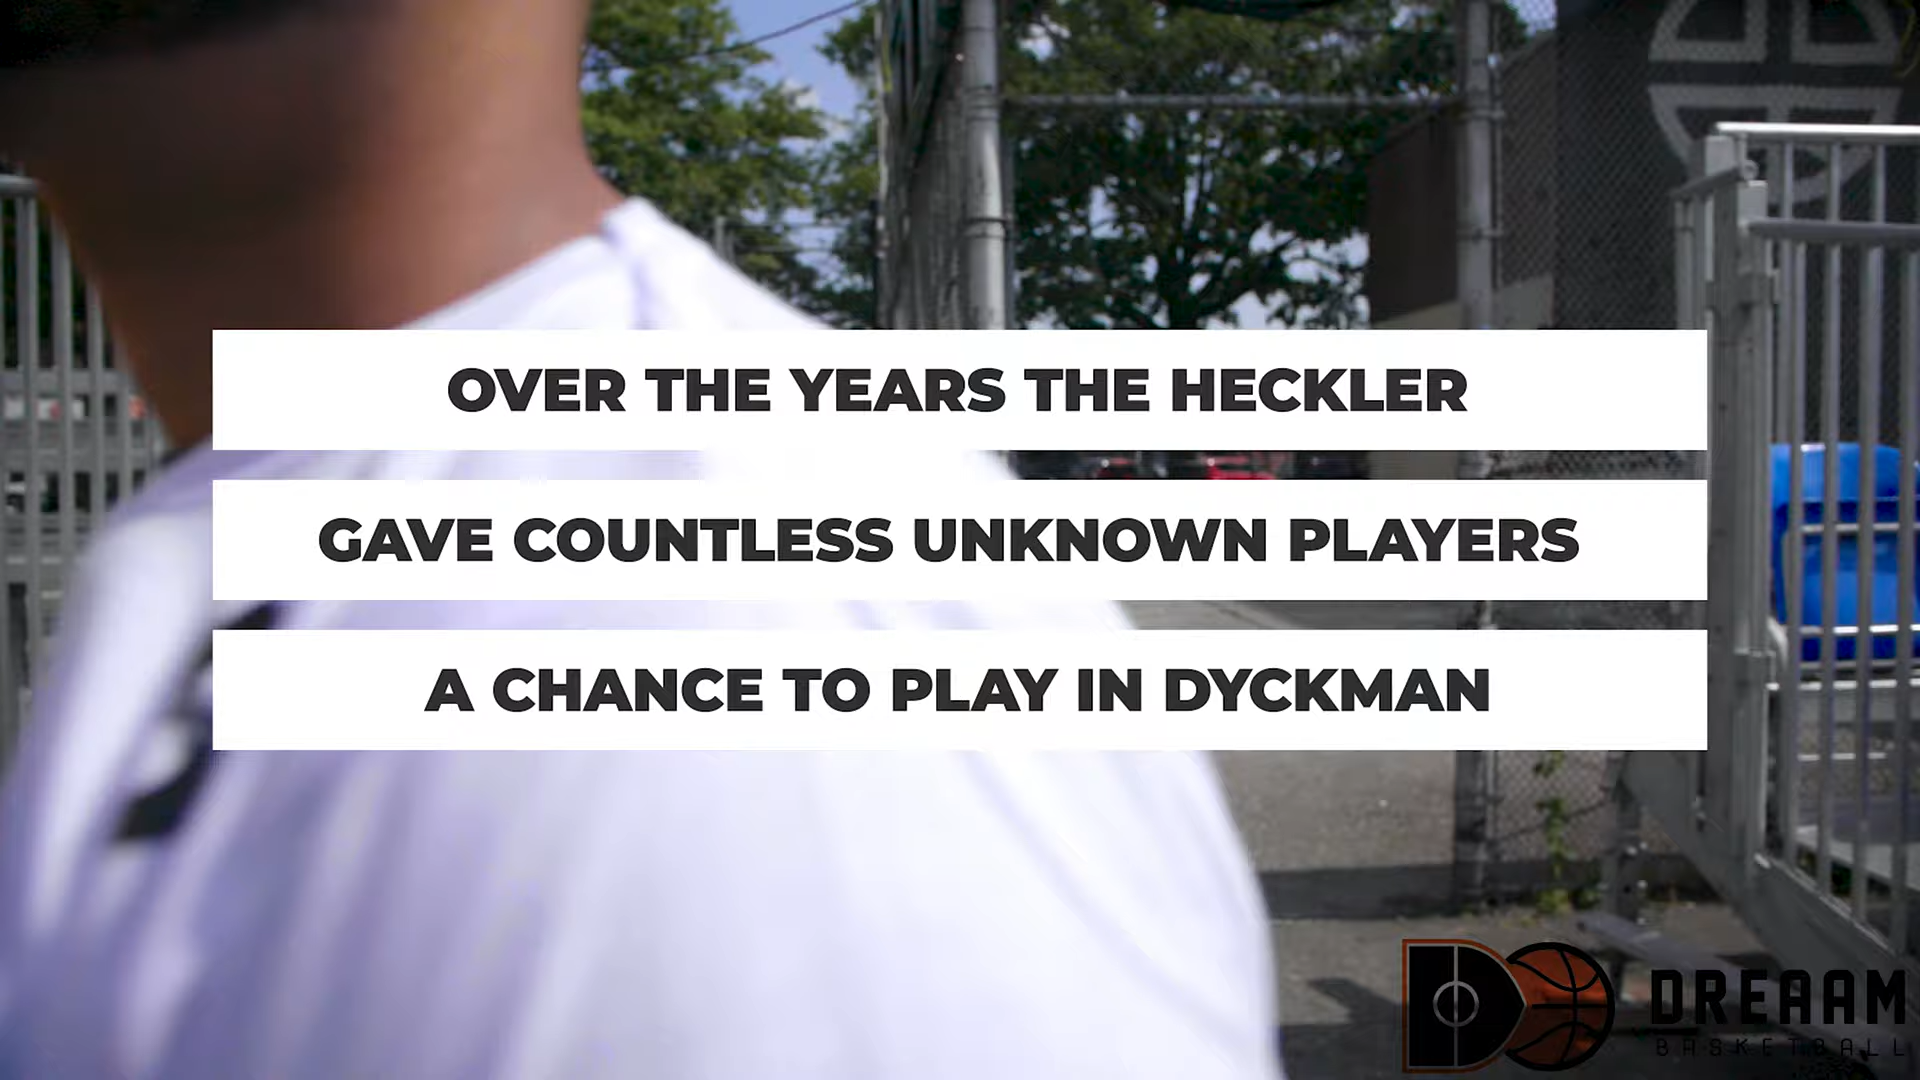 OVER THE YEARS THE HECKLER
GAVE COUNTLESS UNKNOWN PLAYERS
A CHANCE TO PLAY IN DYCKMAN
DREAAM
BASKETBALL